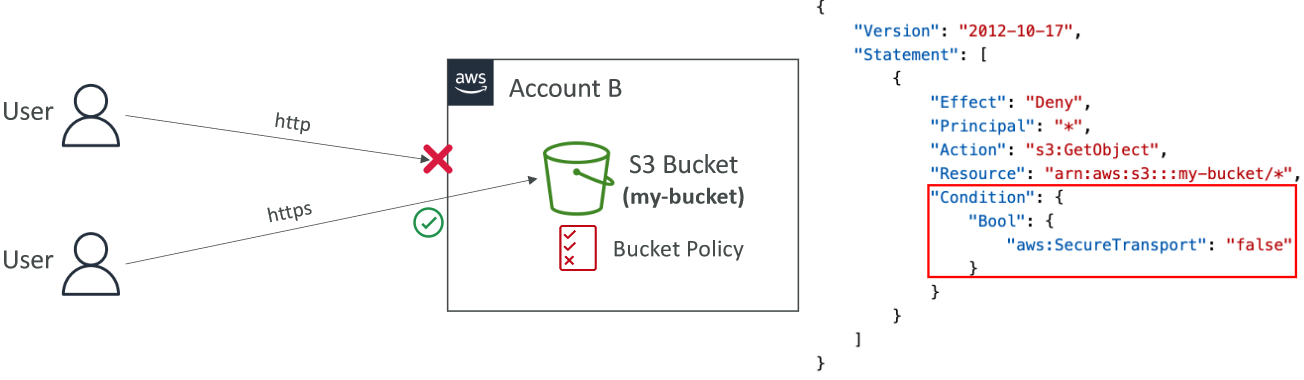 User
http
https
User
aws
Account B
S3 Bucket
(my-bucket)
Bucket Policy
{
    "Version": "2012-10-17",
    "Statement": [
        {
            "Effect": "Deny",
            "Principal": "*",
            "Action": "s3:GetObject",
            "Resource": "arn:aws:s3:::my-bucket/*",
            "Condition": {
                "Bool": {
                    "aws:SecureTransport": "false"
                }
            }
        }
    ]
}